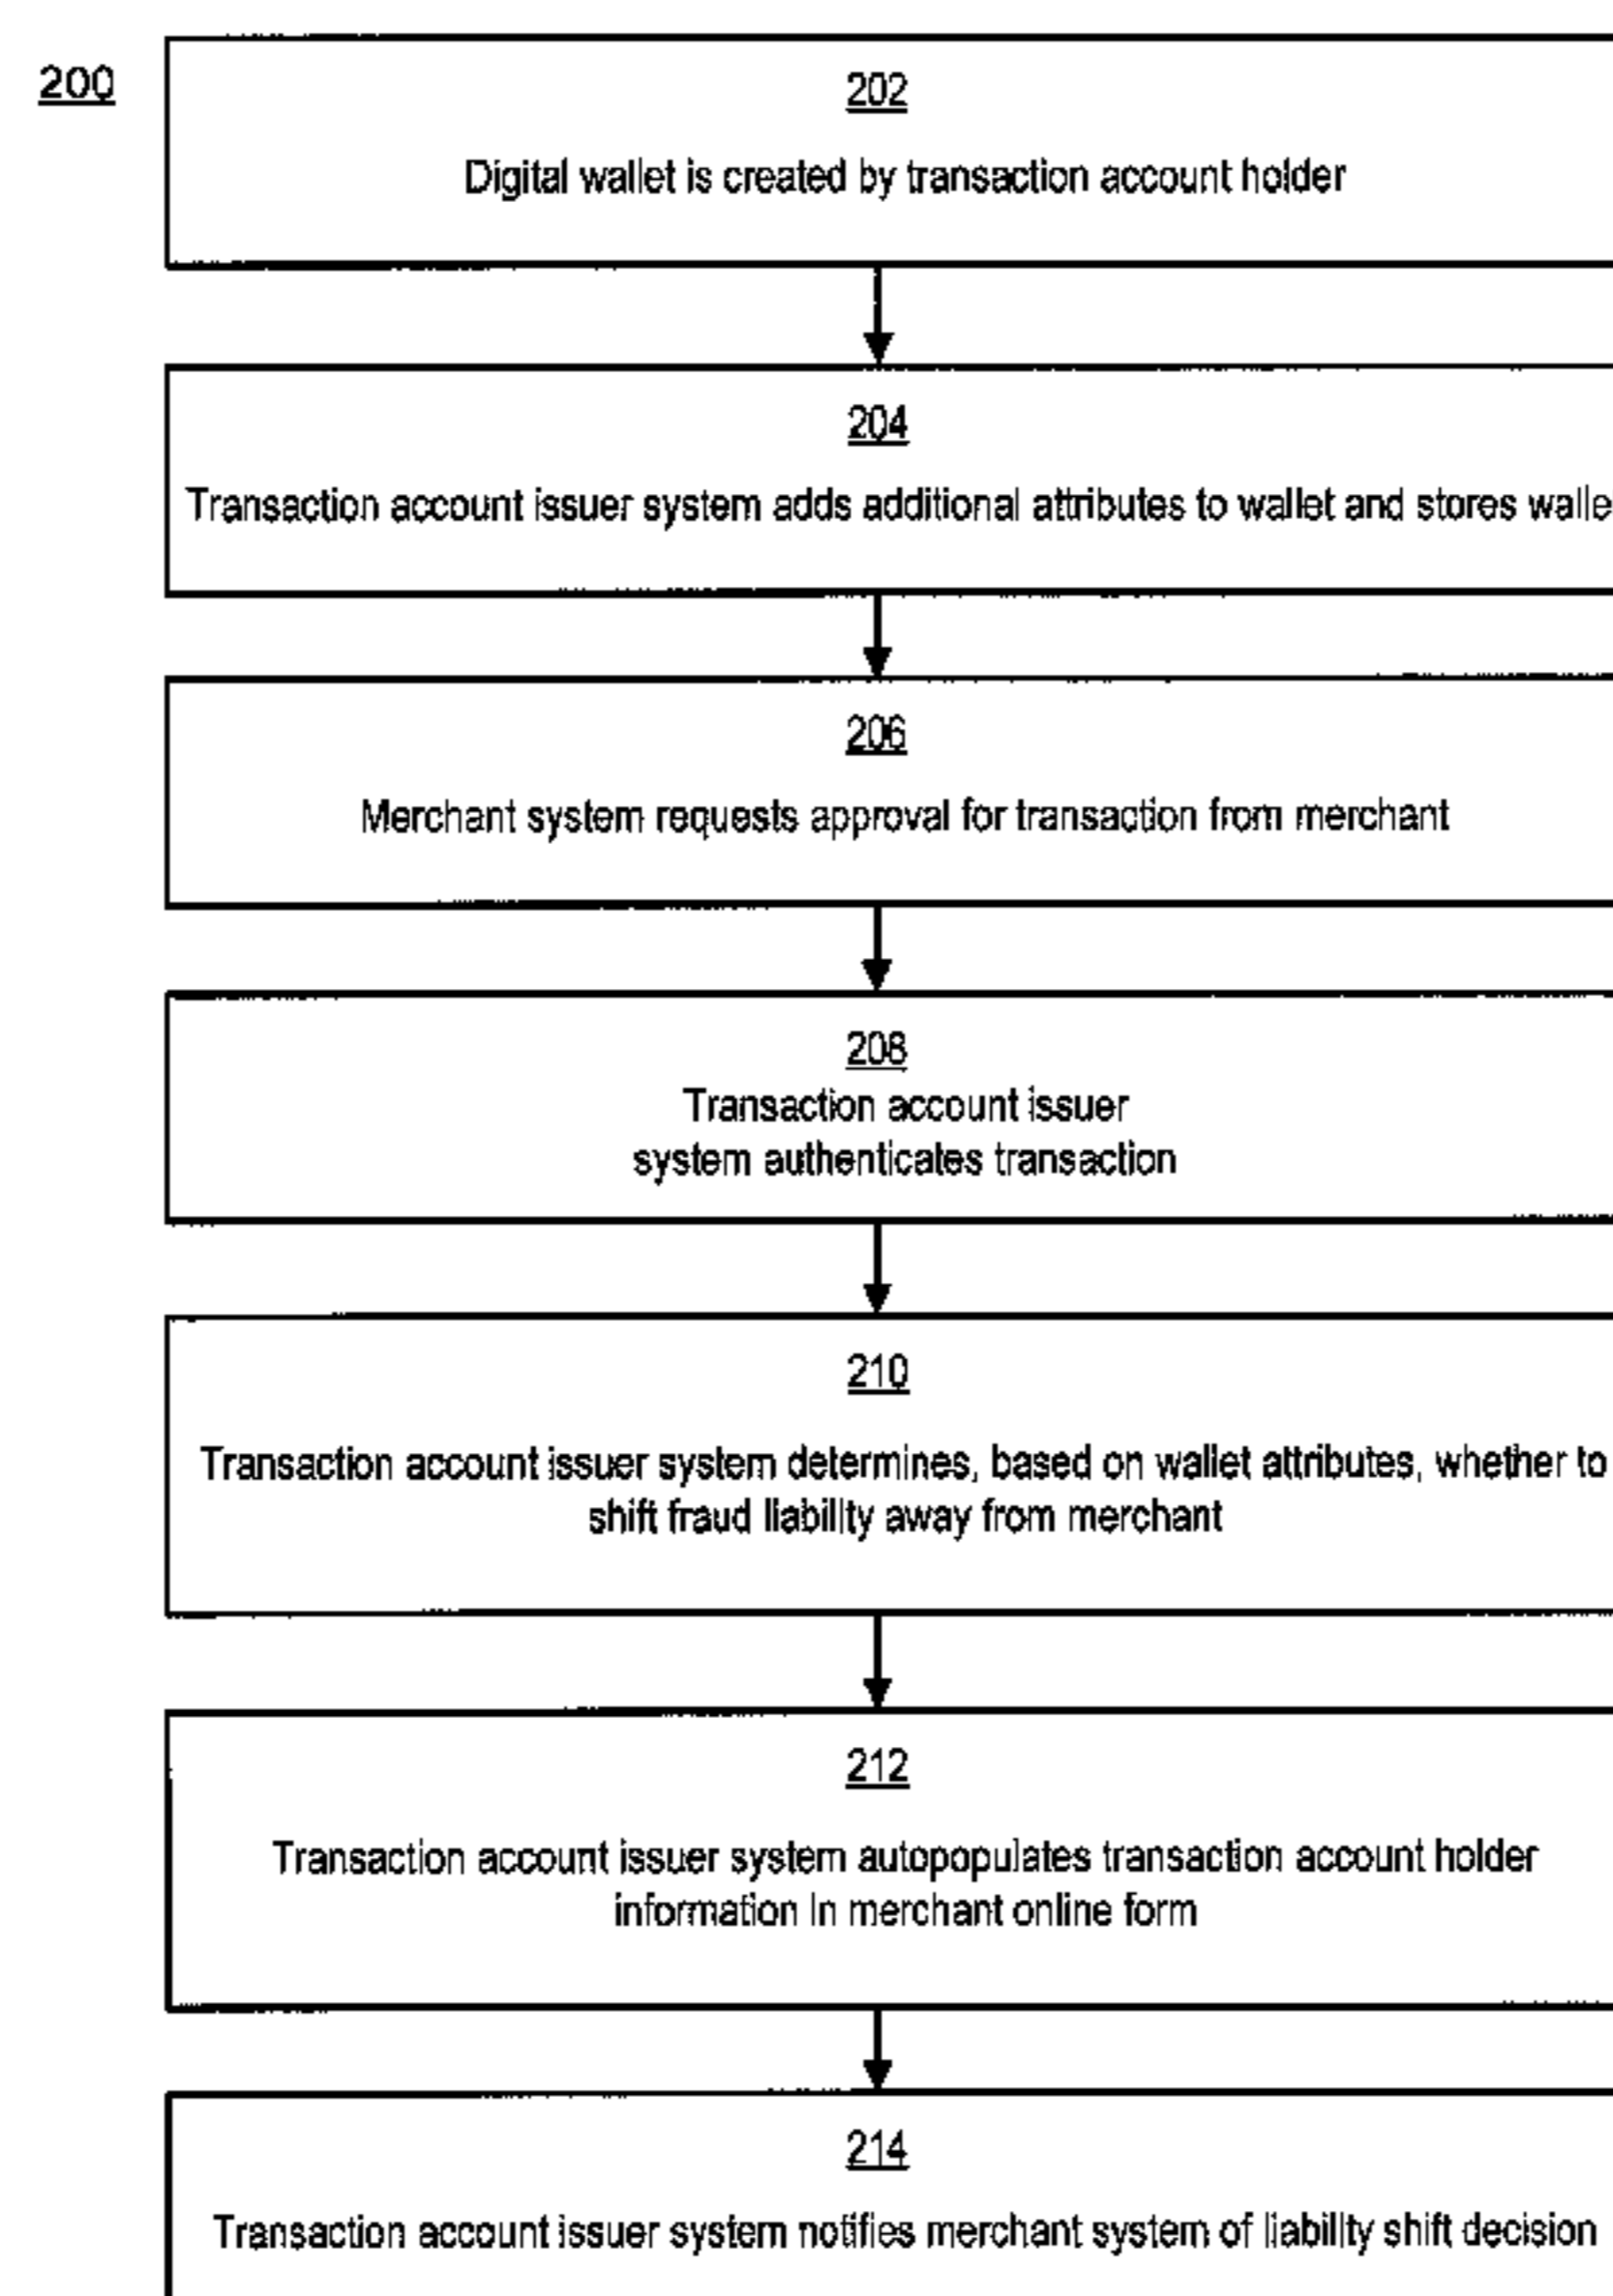 200
202
Digital wallet is created by transaction account holder
204
Transaction account issuer system adds additional attributes to wallet and stores walle
206
Merchant system requests approval for transaction from merchant
208
Transaction account issuer
system authenticates transaction
210
Transaction account issuer system determines, based on wallet attributes, whether to
shift fraud liability away from merchant
212
Transaction account issuer system autopopulates transaction account holder
information In merchant online form
214
Transaction account issuer system notifies merchant system of liability shift decision